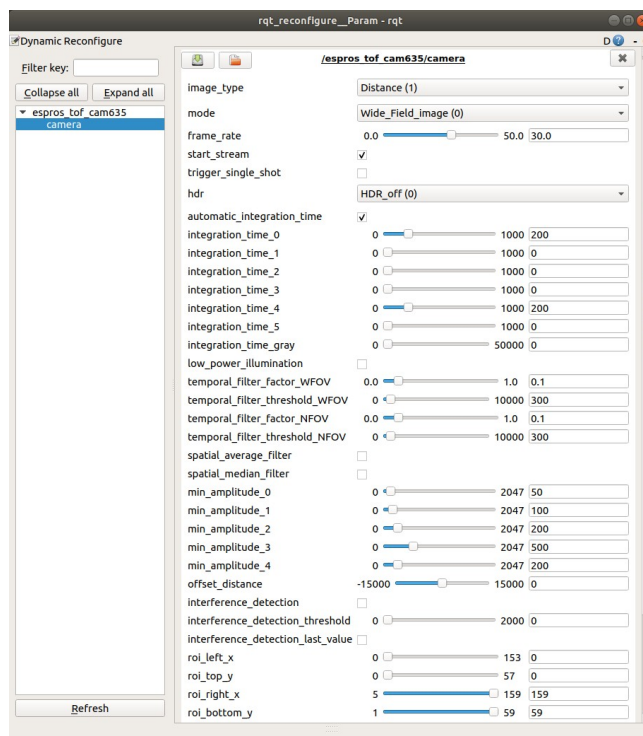 rqt_reconfigure__Param - rqt
Dynamic Reconfigure
D -
Filter key:
Collapse all Expand all
espros_tof_cam635
camera
Refresh
/espros_tof_cam635/camera
image_type Distance (1)
mode Wide_Field_image (0)
frame_rate 0.0 50.0 30.0
start_stream
trigger_single_shot
hdr HDR_off (0)
automatic_integration_time
integration_time_0 0 1000 200
integration_time_1 0 1000 0
integration_time_2 0 1000 0
integration_time_3 0 1000 0
integration_time_4 0 1000 200
integration_time_5 0 1000 0
integration_time_gray 0 50000 0
low_power_illumination
temporal_filter_factor_WFOV 0.0 1.0 0.1
temporal_filter_threshold_WFOV 0 10000 300
temporal_filter_factor_NFOV 0.0 1.0 0.1
temporal_filter_threshold_NFOV 0 10000 300
spatial_average_filter
spatial_median_filter
min_amplitude_0 0 2047 50
min_amplitude_1 0 2047 100
min_amplitude_2 0 2047 200
min_amplitude_3 0 2047 500
min_amplitude_4 0 2047 200
offset_distance -15000 15000 0
interference_detection
interference_detection_threshold 0 2000 0
interference_detection_last_value
roi_left_x 0 153 0
roi_top_y 0 57 0
roi_right_x 5 159 159
roi_bottom_y 1 59 59